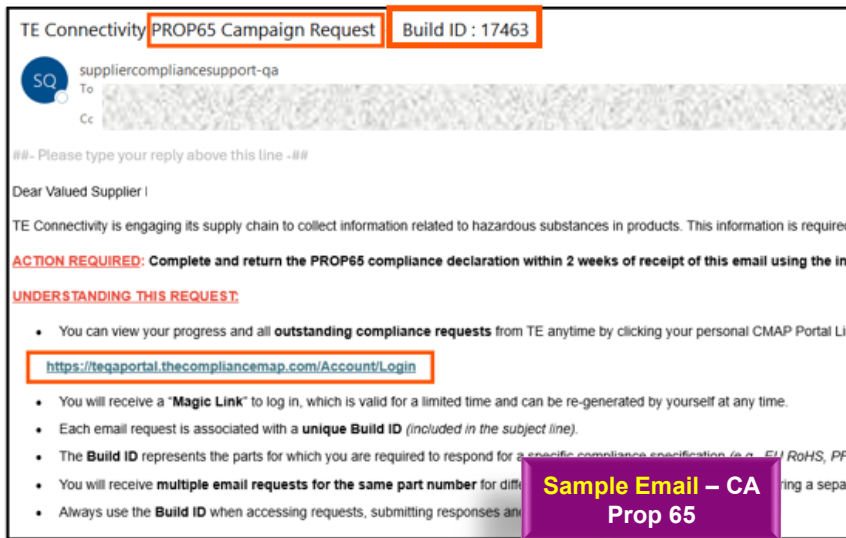 TE Connectivity PROP65 Campaign Request Build ID : 17463
SQ
suppliercompliancesupport-qa
To
Cc
##- Please type your reply above this line -##
Dear Valued Supplier
TE Connectivity is engaging its supply chain to collect information related to hazardous substances in products. This information is required
ACTION REQUIRED: Complete and return the PROP65 compliance declaration within 2 weeks of receipt of this email using the in
UNDERSTANDING THIS REQUEST:
• You can view your progress and all outstanding compliance requests from TE anytime by clicking your personal CMAP Portal Li
https://teqaportal.thecompliancemap.com/Account/Login
• You will receive a "Magic Link" to log in, which is valid for a limited time and can be re-generated by yourself at any time.
• Each email request is associated with a unique Build ID (included in the subject line).
• The Build ID represents the parts for which you are required to respond for a specific compliance specification (e.g., EU RoHS, PF
• You will receive multiple email requests for the same part number for diffe ring a sepa
• Always use the Build ID when accessing requests, submitting responses an
Sample Email – CA
Prop 65